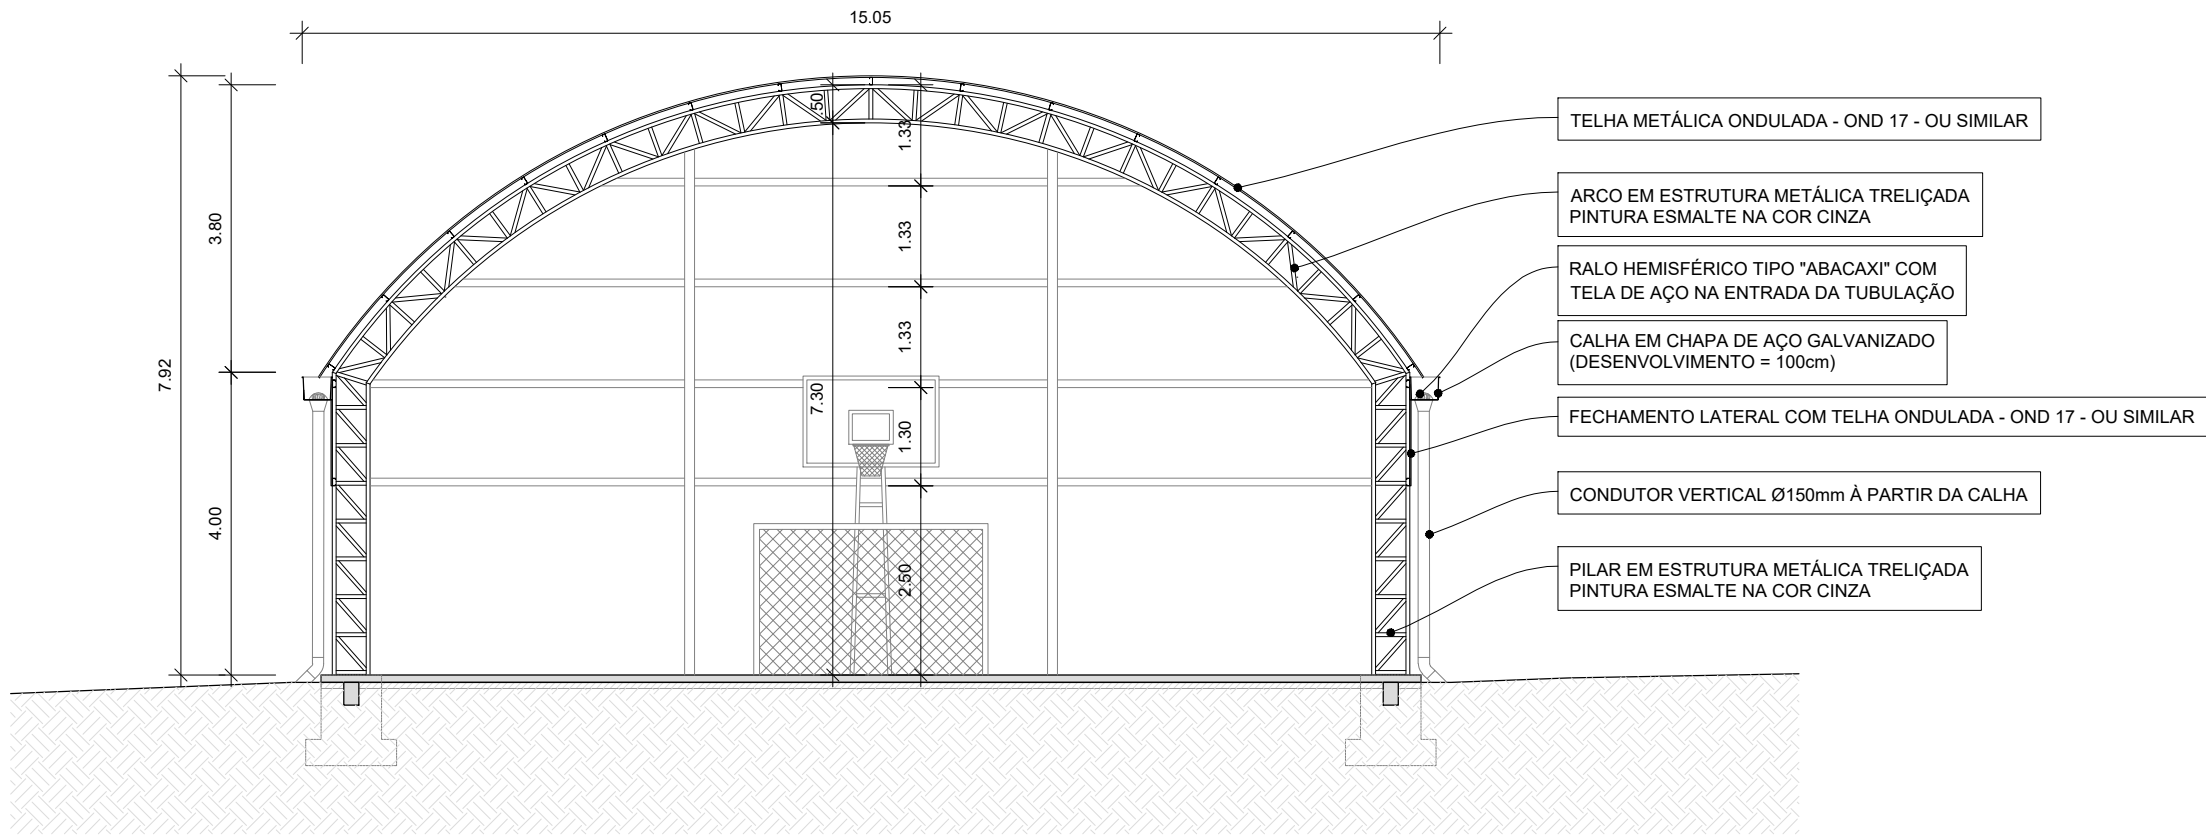 15.05
7.92
3.80
4.00
.50
7.30
1.33
1.33
1.33
1.30
2.50
TELHA METÁLICA ONDULADA - OND 17 - OU SIMILAR
ARCO EM ESTRUTURA METÁLICA TRELIÇADA
PINTURA ESMALTE NA COR CINZA
RALO HEMISFÉRICO TIPO "ABACAXI" COM
TELA DE AÇO NA ENTRADA DA TUBULAÇÃO
CALHA EM CHAPA DE AÇO GALVANIZADO
(DESENVOLVIMENTO = 100cm)
FECHAMENTO LATERAL COM TELHA ONDULADA - OND 17 - OU SIMILAR
CONDUTOR VERTICAL Ø150mm À PARTIR DA CALHA
PILAR EM ESTRUTURA METÁLICA TRELIÇADA
PINTURA ESMALTE NA COR CINZA